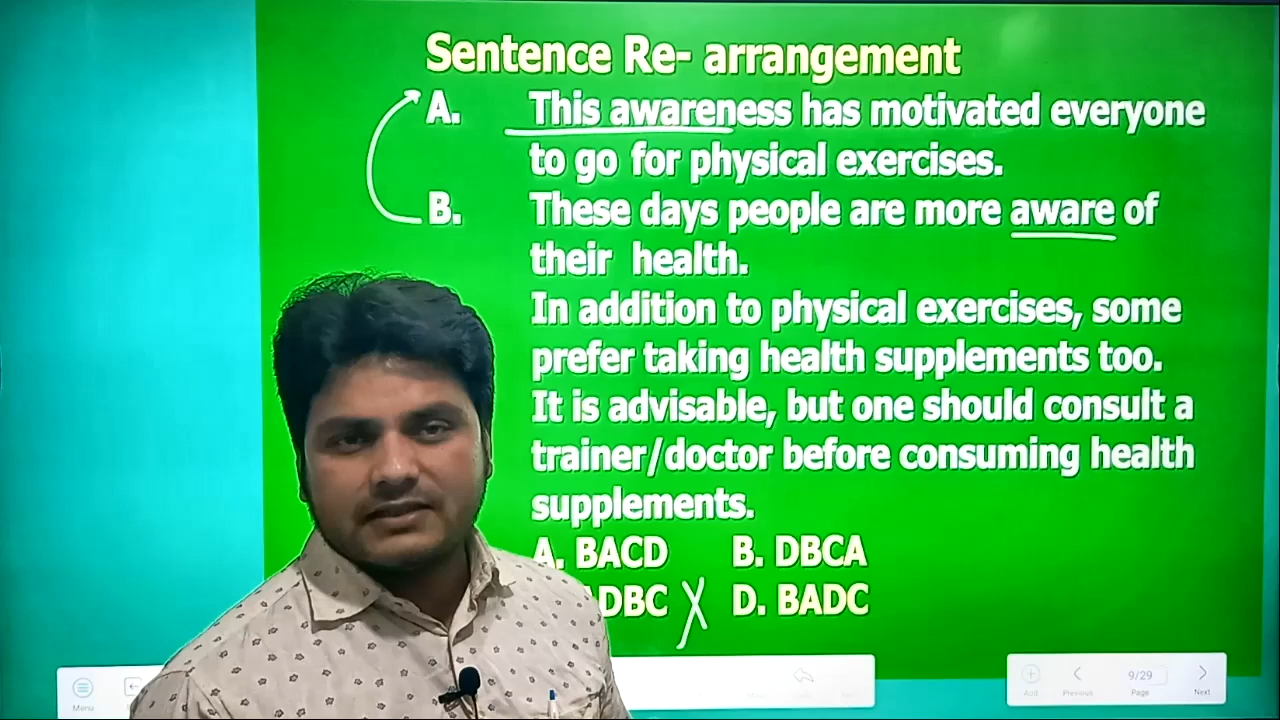 Sentence Re- arrangement
A. This awareness has motivated everyone
to go for physical exercises.
B. These days people are more aware of
their health.
In addition to physical exercises, some
prefer taking health supplements too.
It is advisable, but one should consult a
trainer/doctor before consuming health
supplements.
A. BACD B. DBCA
ADBC X D. BADC
Menu
Add Previous 9/29 Page Next